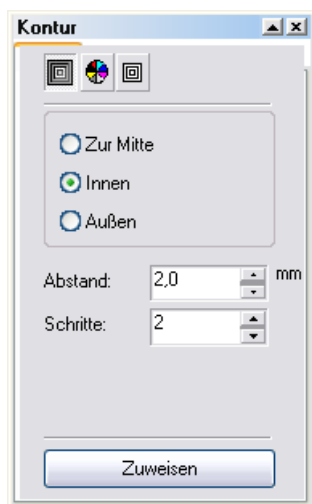 Kontur
Zur Mitte
Innen
Außen
Abstand: 2,0 mm
Schritte: 2
Zuweisen